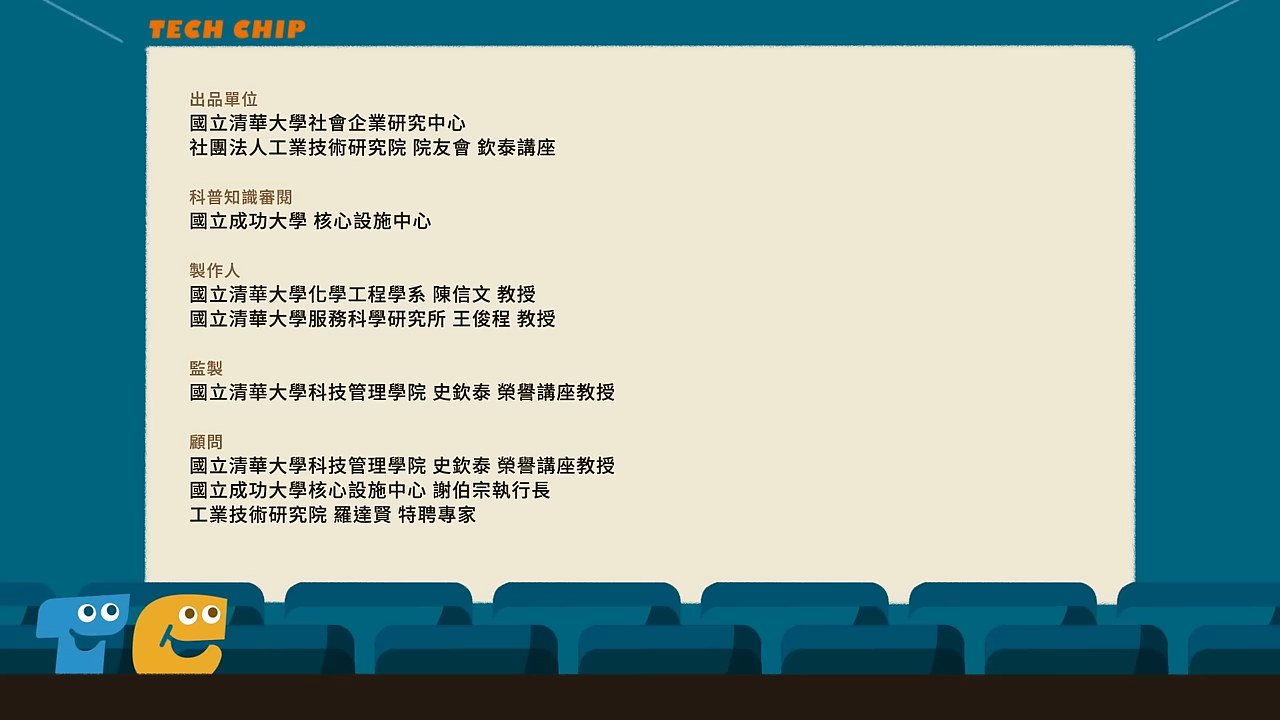 TECH CHIP
出品單位
國立清華大學社會企業研究中心
社團法人工業技術研究院 院友會 欽泰講座
科普知識審閱
國立成功大學 核心設施中心
製作人
國立清華大學化學工程學系 陳信文 教授
國立清華大學服務科學研究所 王俊程 教授
監製
國立清華大學科技管理學院 史欽泰 榮譽講座教授
顧問
國立清華大學科技管理學院 史欽泰 榮譽講座教授
國立成功大學核心設施中心 謝伯宗執行長
工業技術研究院 羅達賢 特聘專家
TC